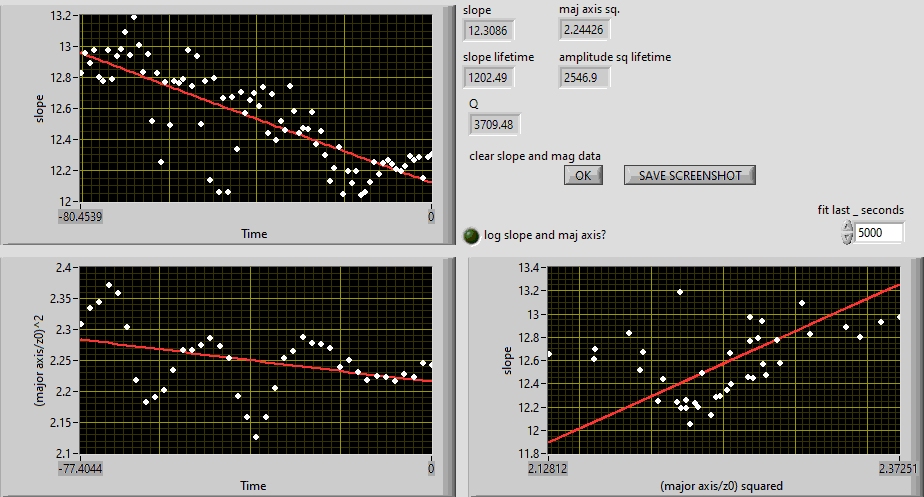 13.2
13
12.8
12.6
12.4
12.2
12
slope
-80.4539
0
Time
slope
12.3086
maj axis sq.
2.24426
slope lifetime
1202.49
amplitude sq lifetime
2546.9
Q
3709.48
clear slope and mag data
OK
SAVE SCREENSHOT
fit last _ seconds
5000
log slope and maj axis?
2.4
2.35
2.3
2.25
2.2
2.15
2.1
(major axis/z0)^2
-77.4044
0
Time
13.4
13.2
13
12.8
12.6
12.4
12.2
12
11.8
slope
2.12812
2.37251
(major axis/z0) squared